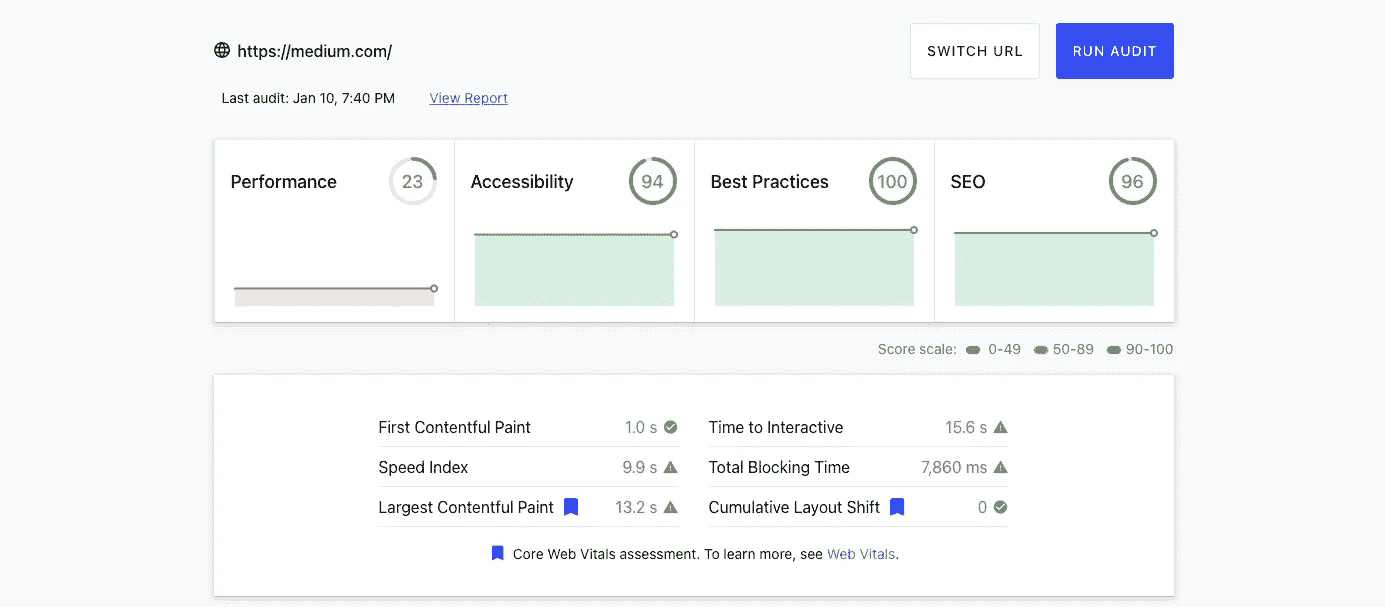 https://medium.com/
SWITCH URL
RUN AUDIT
Last audit: Jan 10, 7:40 PM
View Report
Performance
23
Accessibility
94
Best Practices
100
SEO
96
Score scale: 0-49 50-89 90-100
First Contentful Paint 1.0 s
Time to Interactive 15.6 s
Speed Index 9.9 s
Total Blocking Time 7,860 ms
Largest Contentful Paint 13.2 s
Cumulative Layout Shift 0
Core Web Vitals assessment. To learn more, see Web Vitals.